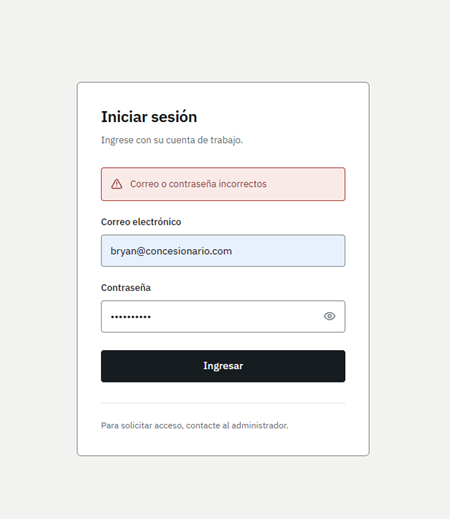 Iniciar sesión
Ingrese con su cuenta de trabajo.
Correo o contraseña incorrectos
Correo electrónico
bryan@concesionario.com
Contraseña
••••••••••
Ingresar
Para solicitar acceso, contacte al administrador.